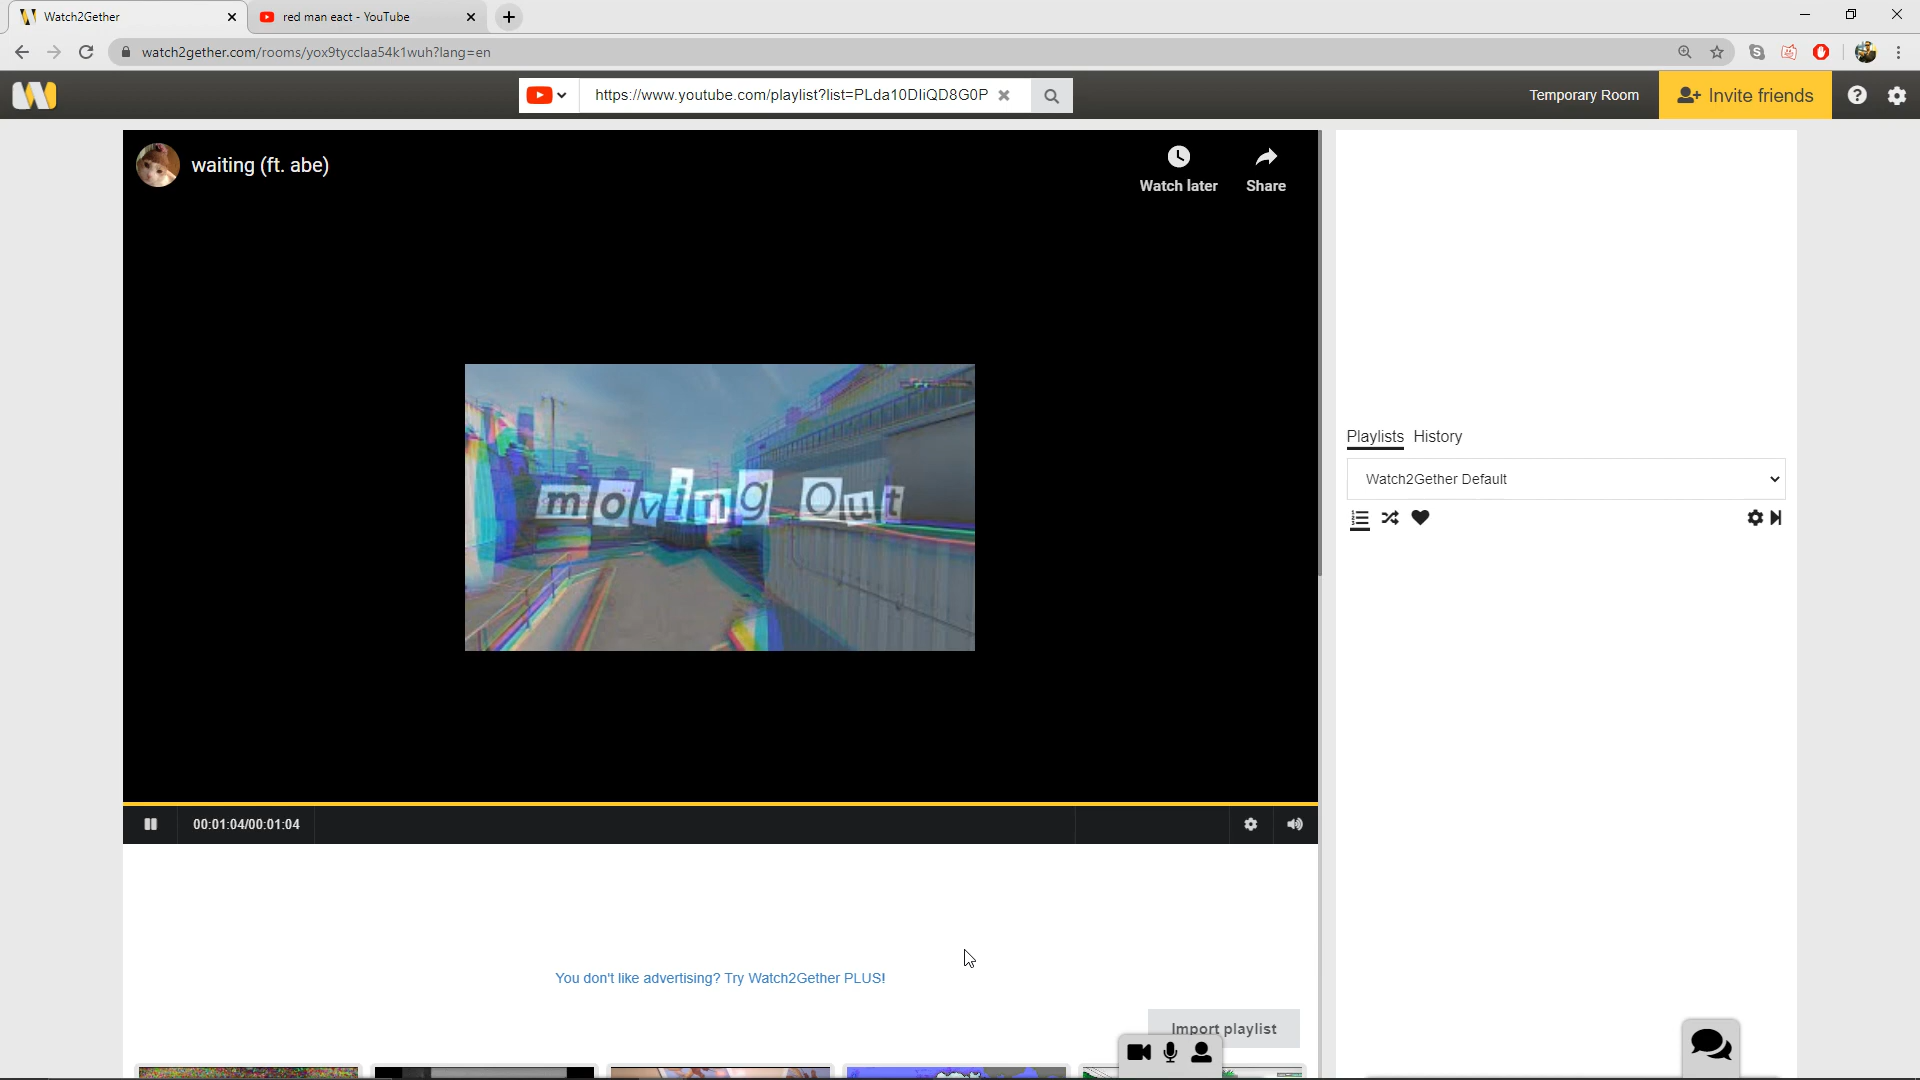 Watch2Gether
red man eact - YouTube
watch2gether.com/rooms/yox9tycclaa54k1wuh?lang=en
https://www.youtube.com/playlist?list=PLda10DIiQD8G0P
Temporary Room
Invite friends
waiting (ft. abe)
Watch later
Share
moving Out
Playlists History
Watch2Gether Default
00:01:04/00:01:04
You don't like advertising? Try Watch2Gether PLUS!
Import playlist